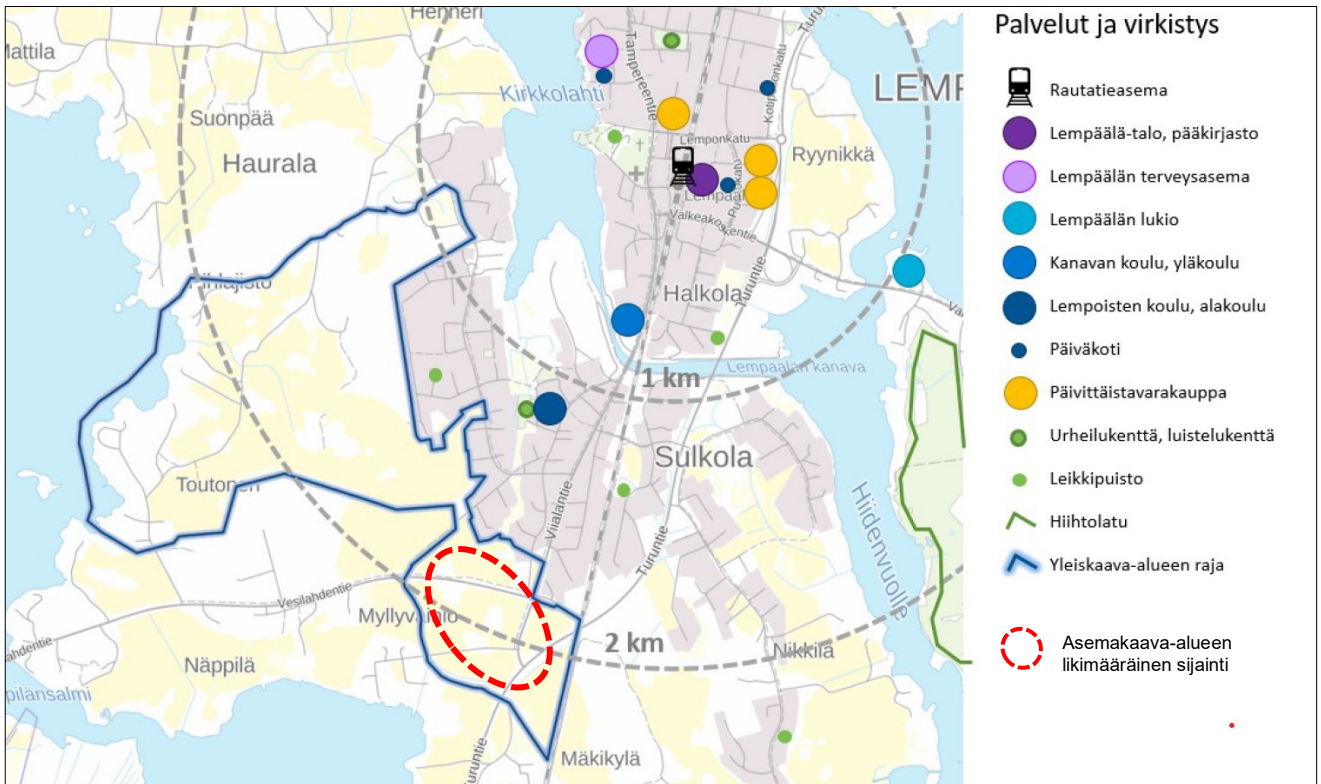 Henneri
Mattila
Kirkkolahti
Tampereentie
Kotipellonkatu
LEMP
Suonpää
Haurala
Lemponkatu
Ryynikkä
Valkeakoskentie
Halkola
Turuntie
Lempäälän kanava
1 km
Toutonen
Sulkola
Viialantie
Turuntie
Hiidenvuolle
Vesilahdentie
Myllyvainio
Näppilä
2 km
Nikkilä
Mäkikylä
Turuntie
Palvelut ja virkistys
Rautatieasema
Lempäälä-talo, pääkirjasto
Lempäälän terveysasema
Lempäälän lukio
Kanavan koulu, yläkoulu
Lempoisten koulu, alakoulu
Päiväkoti
Päivittäistavarakauppa
Urheilukenttä, luistelukenttä
Leikkipuisto
Hiihtolatu
Yleiskaava-alueen raja
Asemakaava-alueen
likimääräinen sijainti